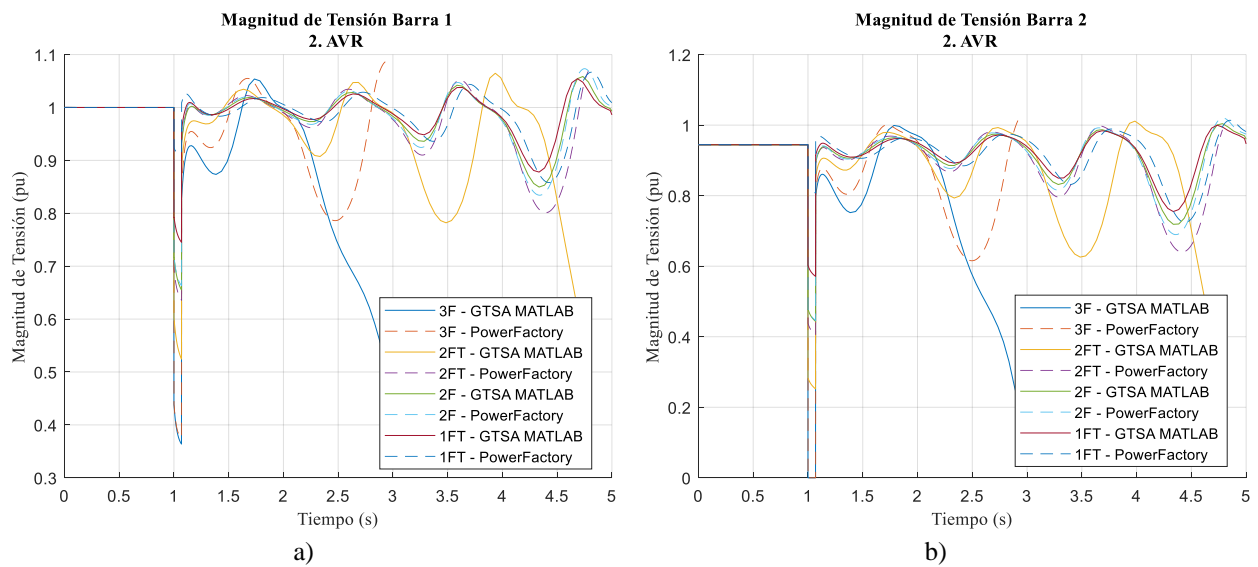 Magnitud de Tensión Barra 1
2. AVR
Magnitud de Tensión (pu)
1.1
1
0.9
0.8
0.7
0.6
0.5
0.4
0.3
0 0.5 1 1.5 2 2.5 3 3.5 4 4.5 5
Tiempo (s)
3F - GTSA MATLAB
3F - PowerFactory
2FT - GTSA MATLAB
2FT - PowerFactory
2F - GTSA MATLAB
2F - PowerFactory
1FT - GTSA MATLAB
1FT - PowerFactory
a)
Magnitud de Tensión Barra 2
2. AVR
Magnitud de Tensión (pu)
1.2
1
0.8
0.6
0.4
0.2
0
0 0.5 1 1.5 2 2.5 3 3.5 4 4.5 5
Tiempo (s)
3F - GTSA MATLAB
3F - PowerFactory
2FT - GTSA MATLAB
2FT - PowerFactory
2F - GTSA MATLAB
2F - PowerFactory
1FT - GTSA MATLAB
1FT - PowerFactory
b)